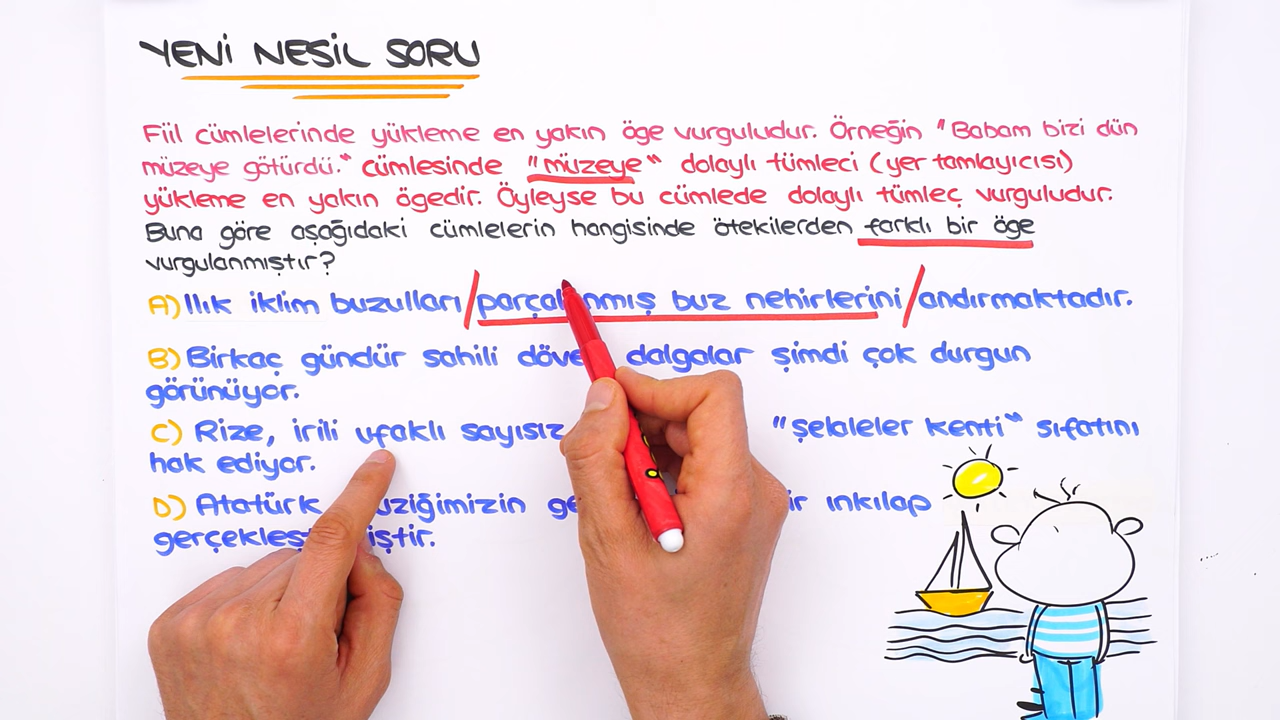 YENİ NESİL SORU
Fiil cümlelerinde yükleme en yakın öge vurguludur. Örneğin "Babam bizi dün
müzeye götürdü." cümlesinde "müzeye" dolaylı tümleci (yer tamlayıcısı)
yükleme en yakın ögedir. Öyleyse bu cümlede dolaylı tümleç vurguludur.
Buna göre aşağıdaki cümlelerin hangisinde ötekilerden farklı bir öge
vurgulanmıştır?
A) Ilık iklim buzulları / parçalanmış buz nehirlerini / andırmaktadır.
B) Birkaç gündür sahili döven dalgalar şimdi çok durgun
görünüyor.
C) Rize, irili ufaklı sayısız "şelaleler kenti" sıfatını
hak ediyor.
D) Atatürk inkılap